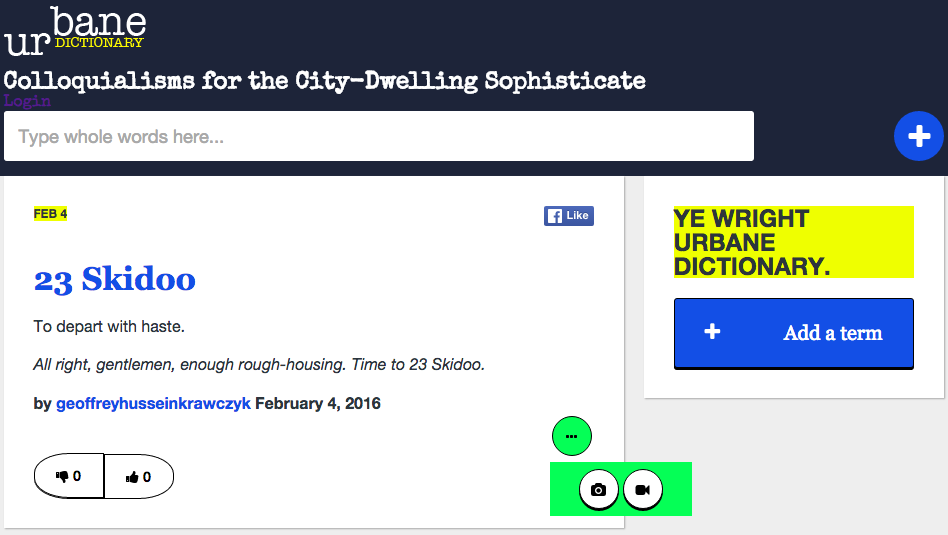 urbane
DICTIONARY
Colloquialisms for the City-Dwelling Sophisticate
Login
Type whole words here...
FEB 4
Like
23 Skidoo
To depart with haste.
All right, gentlemen, enough rough-housing. Time to 23 Skidoo.
by geoffreyhusseinkrawczyk February 4, 2016
0
0
YE WRIGHT
URBANE
DICTIONARY.
Add a term